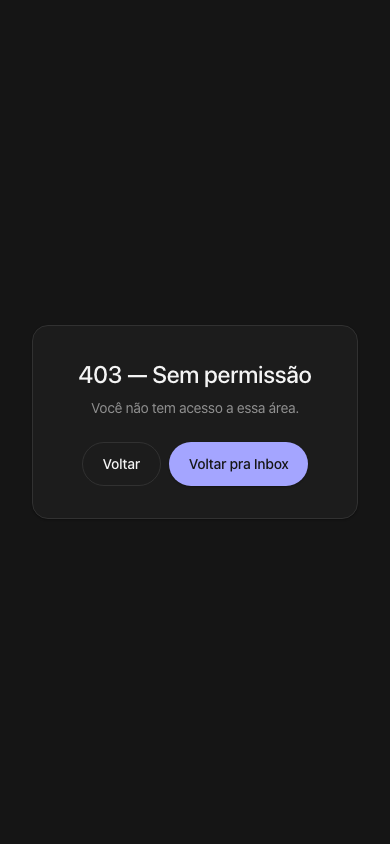 403 — Sem permissão
Você não tem acesso a essa área.
Voltar
Voltar pra Inbox